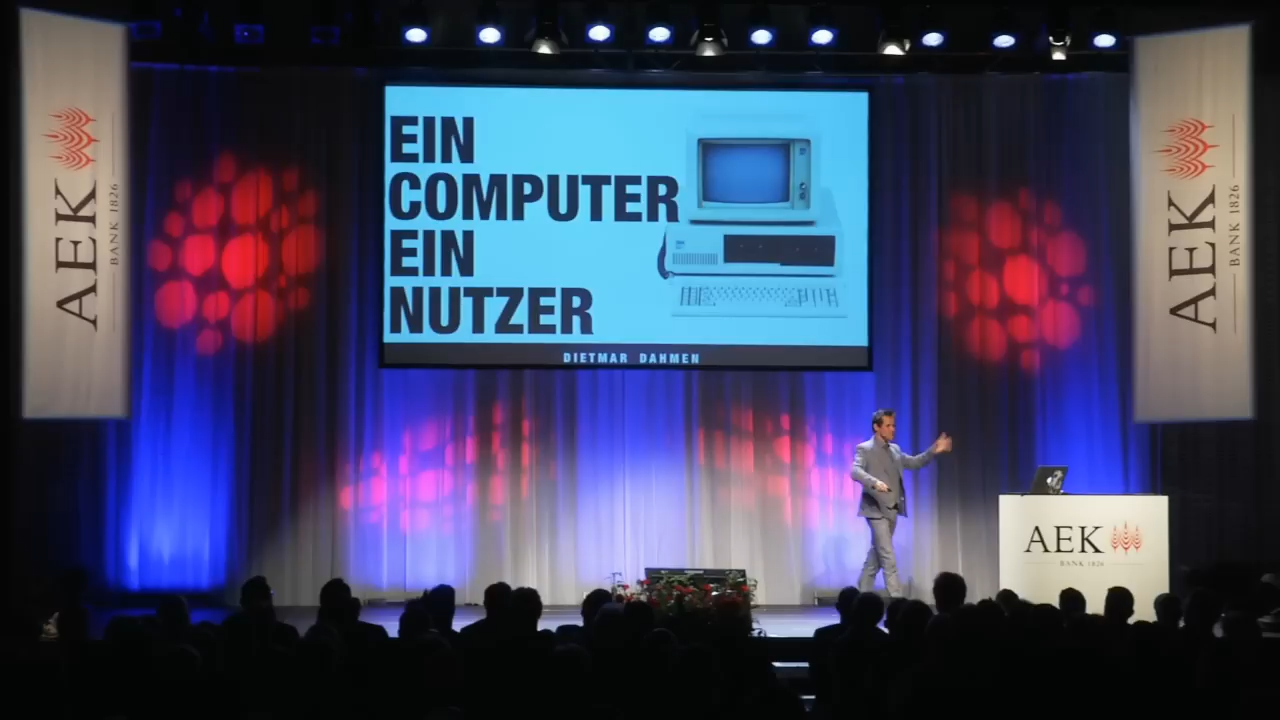 AEK
BANK 1826
EIN
COMPUTER
EIN
NUTZER
DIETMAR DAHMEN
AEK
BANK 1826
AEK
BANK 1826